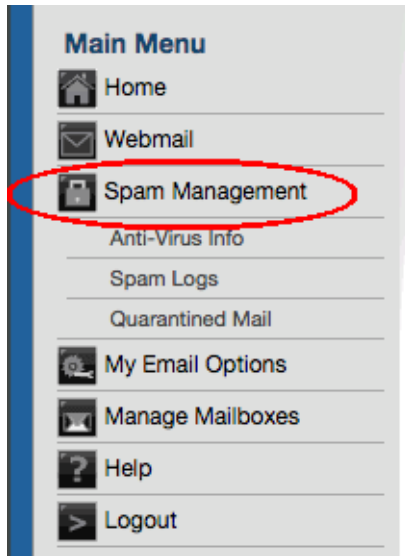 Main Menu
Home
Webmail
Spam Management
Anti-Virus Info
Spam Logs
Quarantined Mail
My Email Options
Manage Mailboxes
Help
Logout